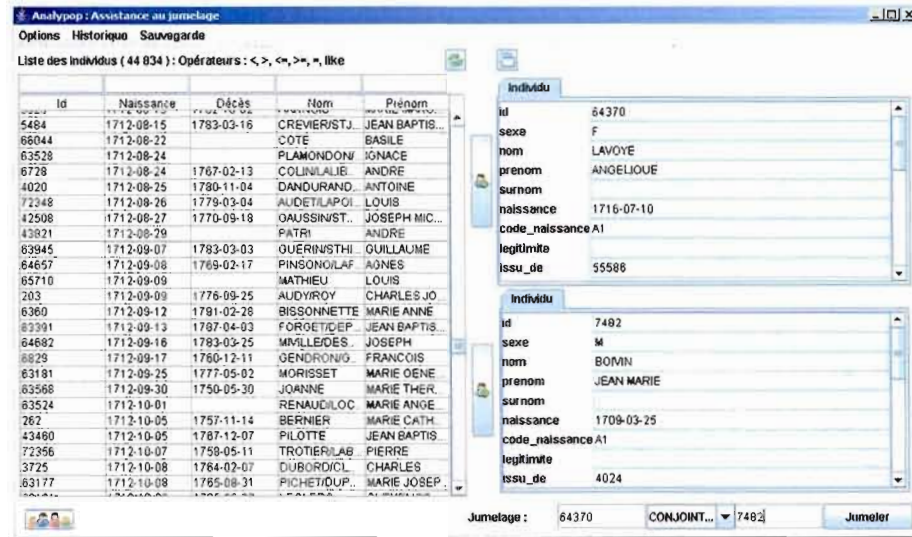 Analypop : Assistance au jumelage
Options Historique Sauvegarde
Liste des individus ( 44 834 ) : Opérateurs : <, >, <=, >=, =, like
Id Naissance Décès Nom Prénom
5484 1712-08-15 1783-03-16 CREVIER/STJ... JEAN BAPTIS...
66044 1712-08-22 COTE BASILE
63528 1712-08-24 PLAMONDON/ IGNACE
6728 1712-08-24 1767-02-13 COLIN/LALIB... ANDRE
4020 1712-08-25 1780-11-04 DANDURAND... ANTOINE
72348 1712-08-26 1779-03-04 AUDET/LAPOI... LOUIS
42508 1712-08-27 1770-09-18 GAUSSIN/ST... JOSEPH MIC...
43821 1712-08-29 PATRI ANDRE
63945 1712-09-07 1783-03-03 GUERIN/STHI... GUILLAUME
64657 1712-09-08 1769-02-17 PINSONO/LAF... AGNES
65710 1712-09-09 MATHIEU LOUIS
203 1712-09-09 1776-09-25 AUDY/ROY CHARLES JO...
6360 1712-09-12 1791-02-28 BISSONNETTE MARIE ANNE
83391 1712-09-13 1787-04-03 FORGET/DEP... JEAN BAPTIS...
64682 1712-09-16 1783-03-25 MIVILLE/DES... JOSEPH
6829 1712-09-17 1760-12-11 GENDRON/G... FRANCOIS
63181 1712-09-25 1777-05-02 MORISSET MARIE GENE...
63568 1712-09-30 1750-05-30 JOANNE MARIE THER...
63524 1712-10-01 RENAUD/LOC... MARIE ANGE...
262 1712-10-05 1757-11-14 BERNIER MARIE CATH...
43460 1712-10-05 1787-12-07 PILOTTE JEAN BAPTIS...
72356 1712-10-07 1758-05-11 TROTIER/LAB... PIERRE
3725 1712-10-08 1764-02-07 DUBORD/CL... CHARLES
63177 1712-10-08 1765-08-31 PICHET/DUP... MARIE JOSEP...
Individu
id 64370
sexe F
nom LAVOYE
prenom ANGELIQUE
surnom
naissance 1716-07-10
code_naissance A1
legitimite
issu_de 55586
Individu
id 7482
sexe M
nom BOIVIN
prenom JEAN MARIE
surnom
naissance 1709-03-25
code_naissance A1
legitimite
issu_de 4024
Jumelage : 64370 CONJOINT... 7482 Jumeler